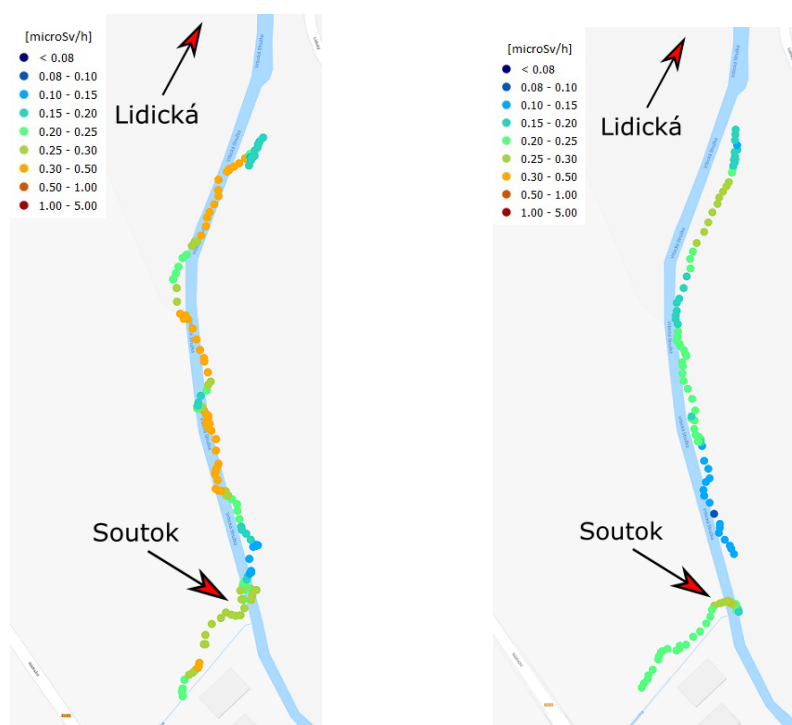 [microSv/h]
< 0.08
0.08 - 0.10
0.10 - 0.15
0.15 - 0.20
0.20 - 0.25
0.25 - 0.30
0.30 - 0.50
0.50 - 1.00
1.00 - 5.00
Lidická
Soutok
[microSv/h]
< 0.08
0.08 - 0.10
0.10 - 0.15
0.15 - 0.20
0.20 - 0.25
0.25 - 0.30
0.30 - 0.50
0.50 - 1.00
1.00 - 5.00
Lidická
Soutok